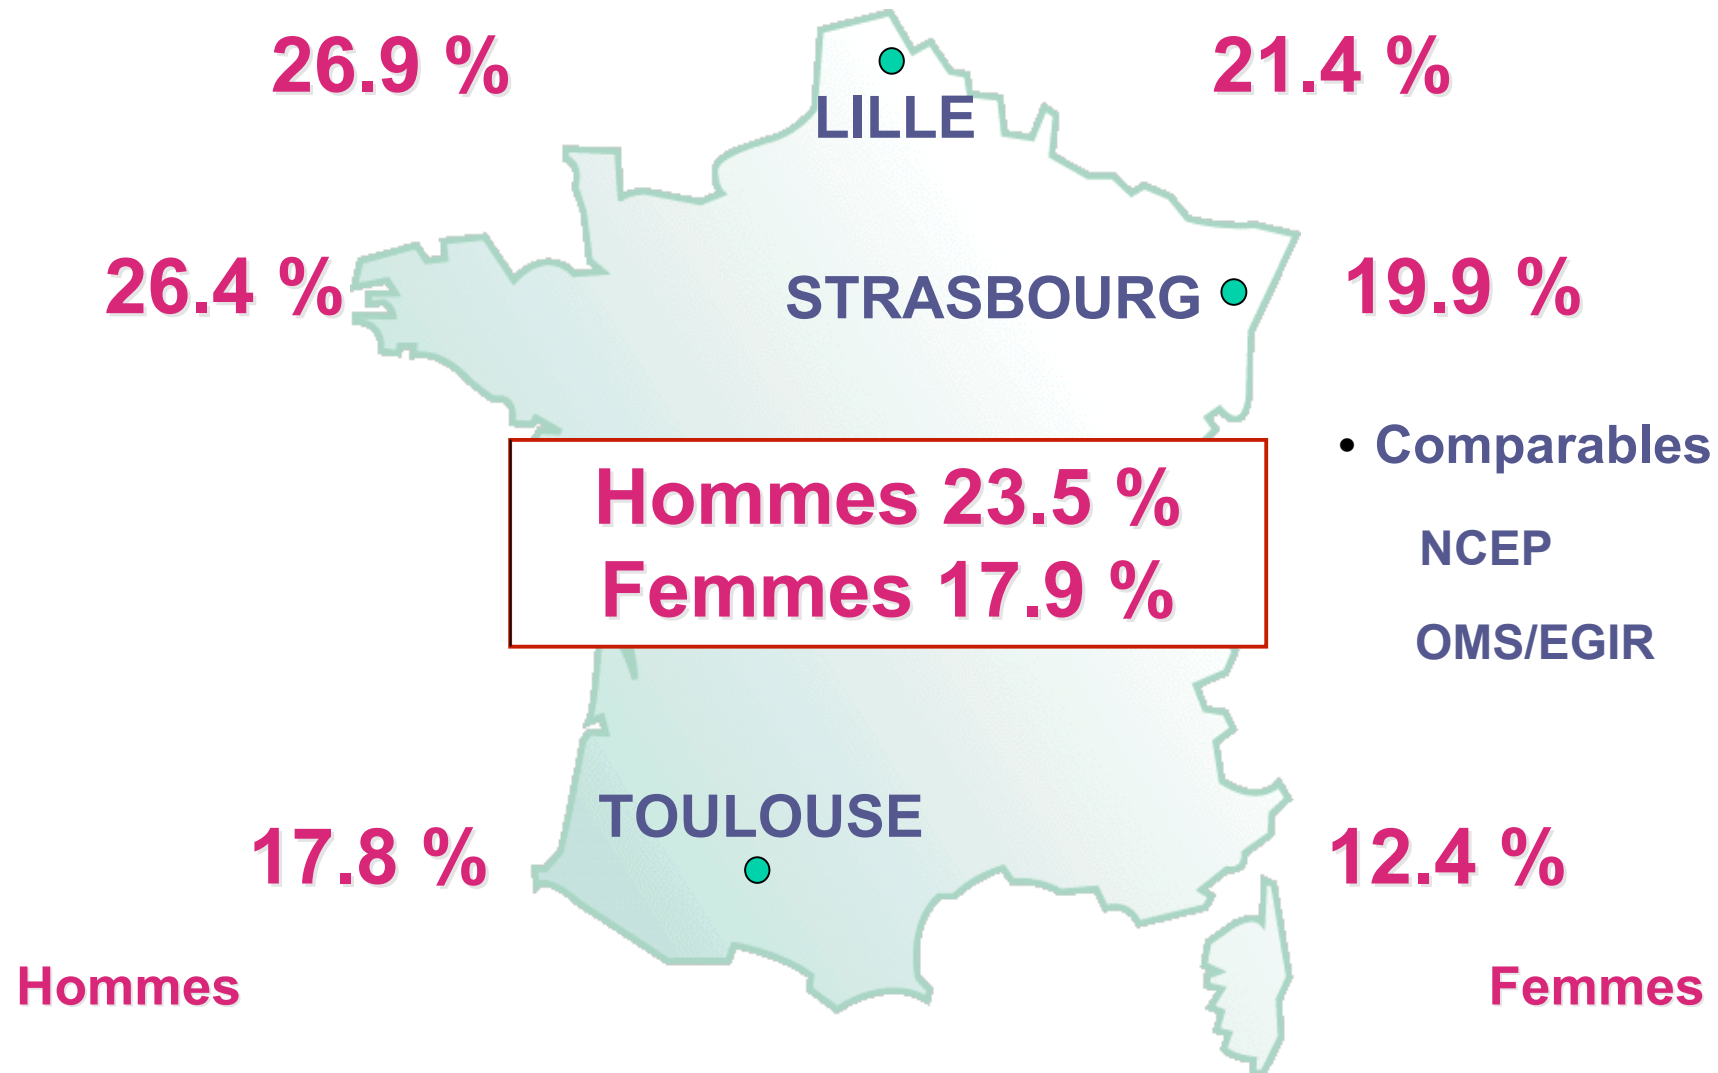 26.9 %
21.4 %
LILLE
26.4 %
STRASBOURG
19.9 %
• Comparables
Hommes 23.5 %
NCEP
Femmes 17.9 %
OMS/EGIR
TOULOUSE
17.8 %
12.4 %
Hommes
Femmes